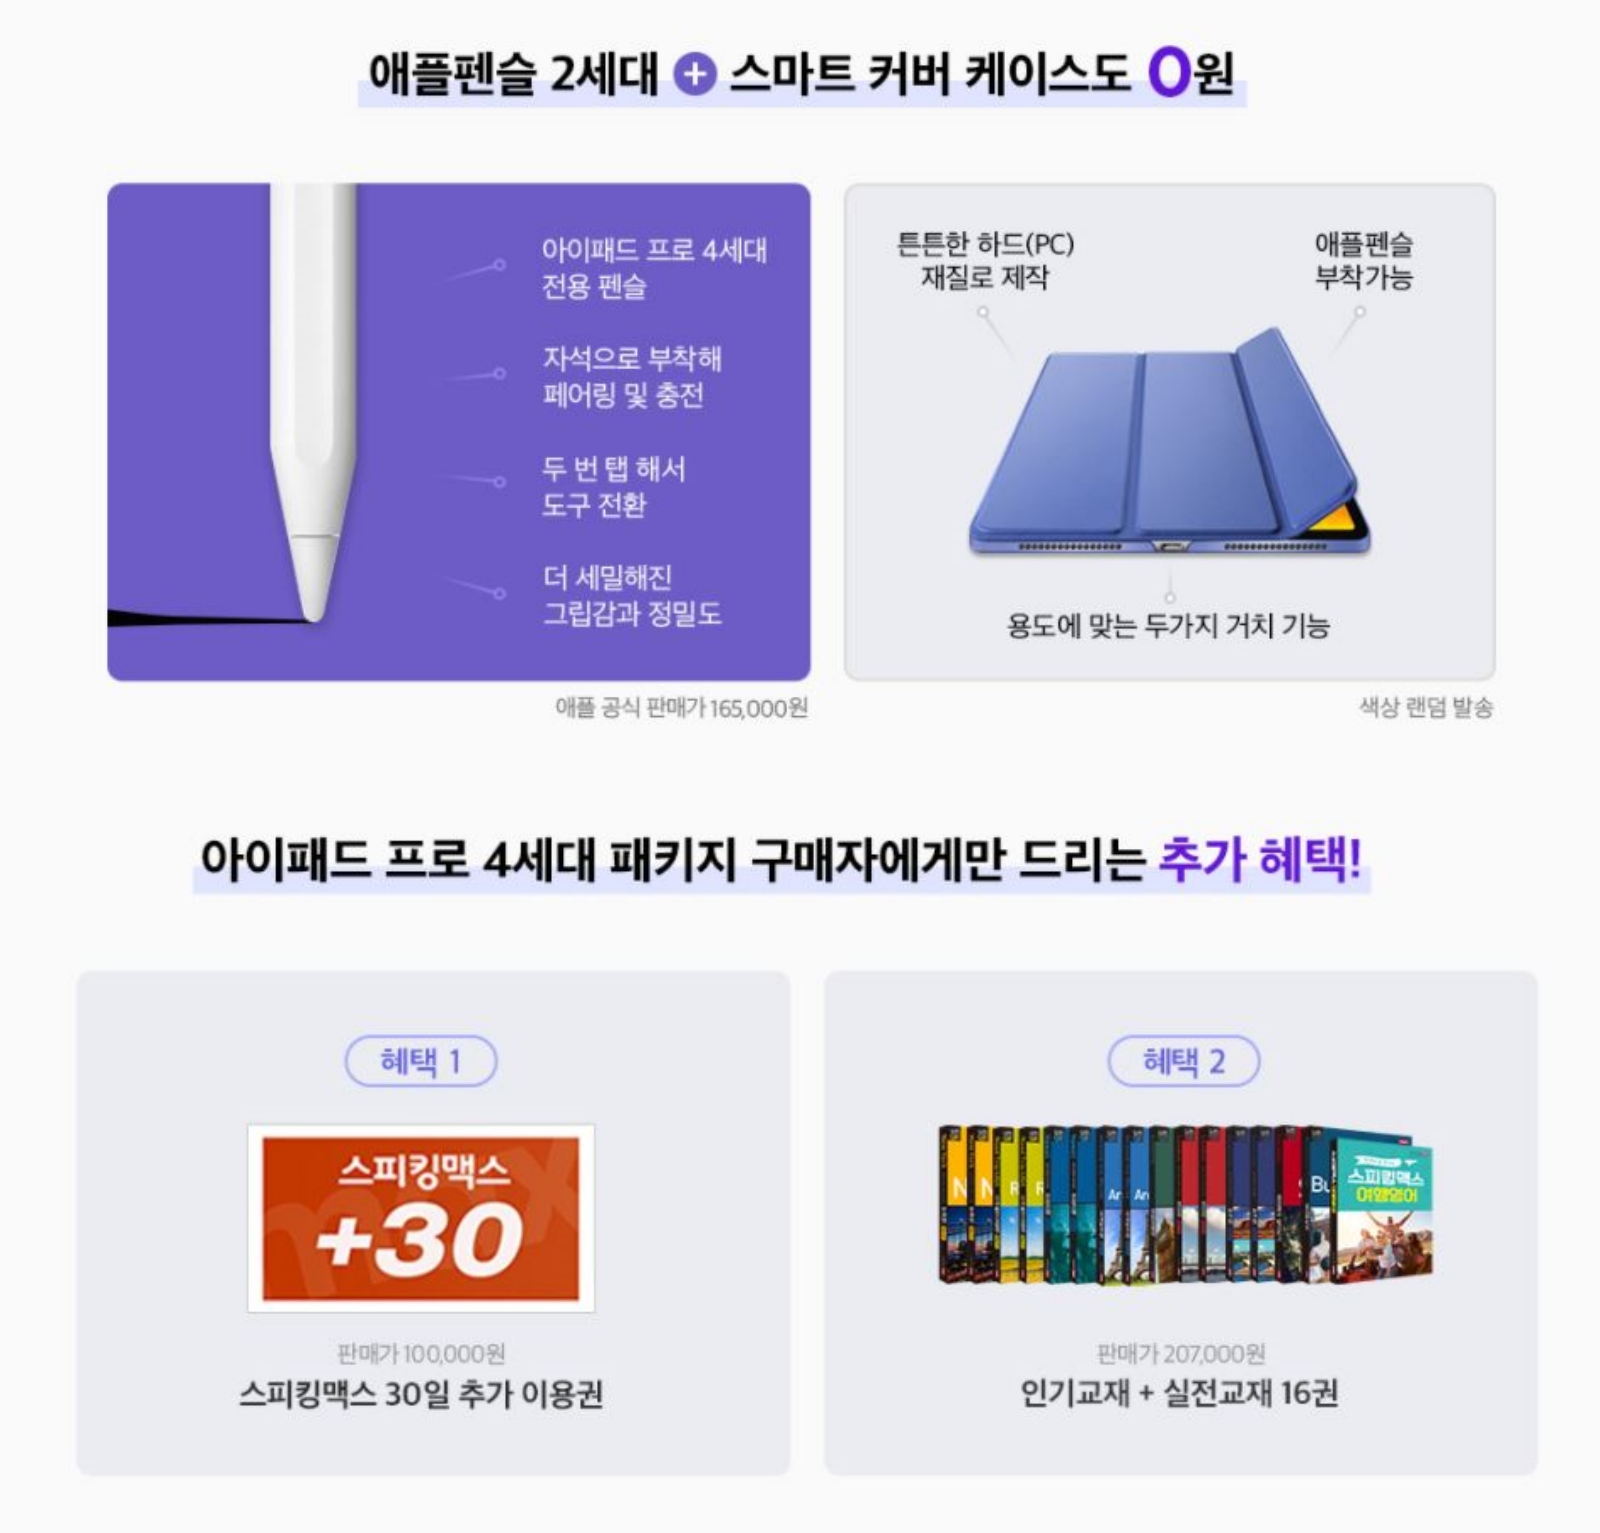 애플펜슬 2세대 + 스마트 커버 케이스도 0원
아이패드 프로 4세대
전용 펜슬
자석으로 부착해
페어링 및 충전
두 번 탭 해서
도구 전환
더 세밀해진
그립감과 정밀도
애플 공식 판매가 165,000원
튼튼한 하드(PC)
재질로 제작
애플펜슬
부착가능
용도에 맞는 두가지 거치 기능
색상 랜덤 발송
아이패드 프로 4세대 패키지 구매자에게만 드리는 추가 혜택!
혜택 1
스피킹맥스
+30
판매가 100,000원
스피킹맥스 30일 추가 이용권
혜택 2
N
N
R
R
Ar
An
Bu
스피킹맥스
여행영어
판매가 207,000원
인기교재 + 실전교재 16권